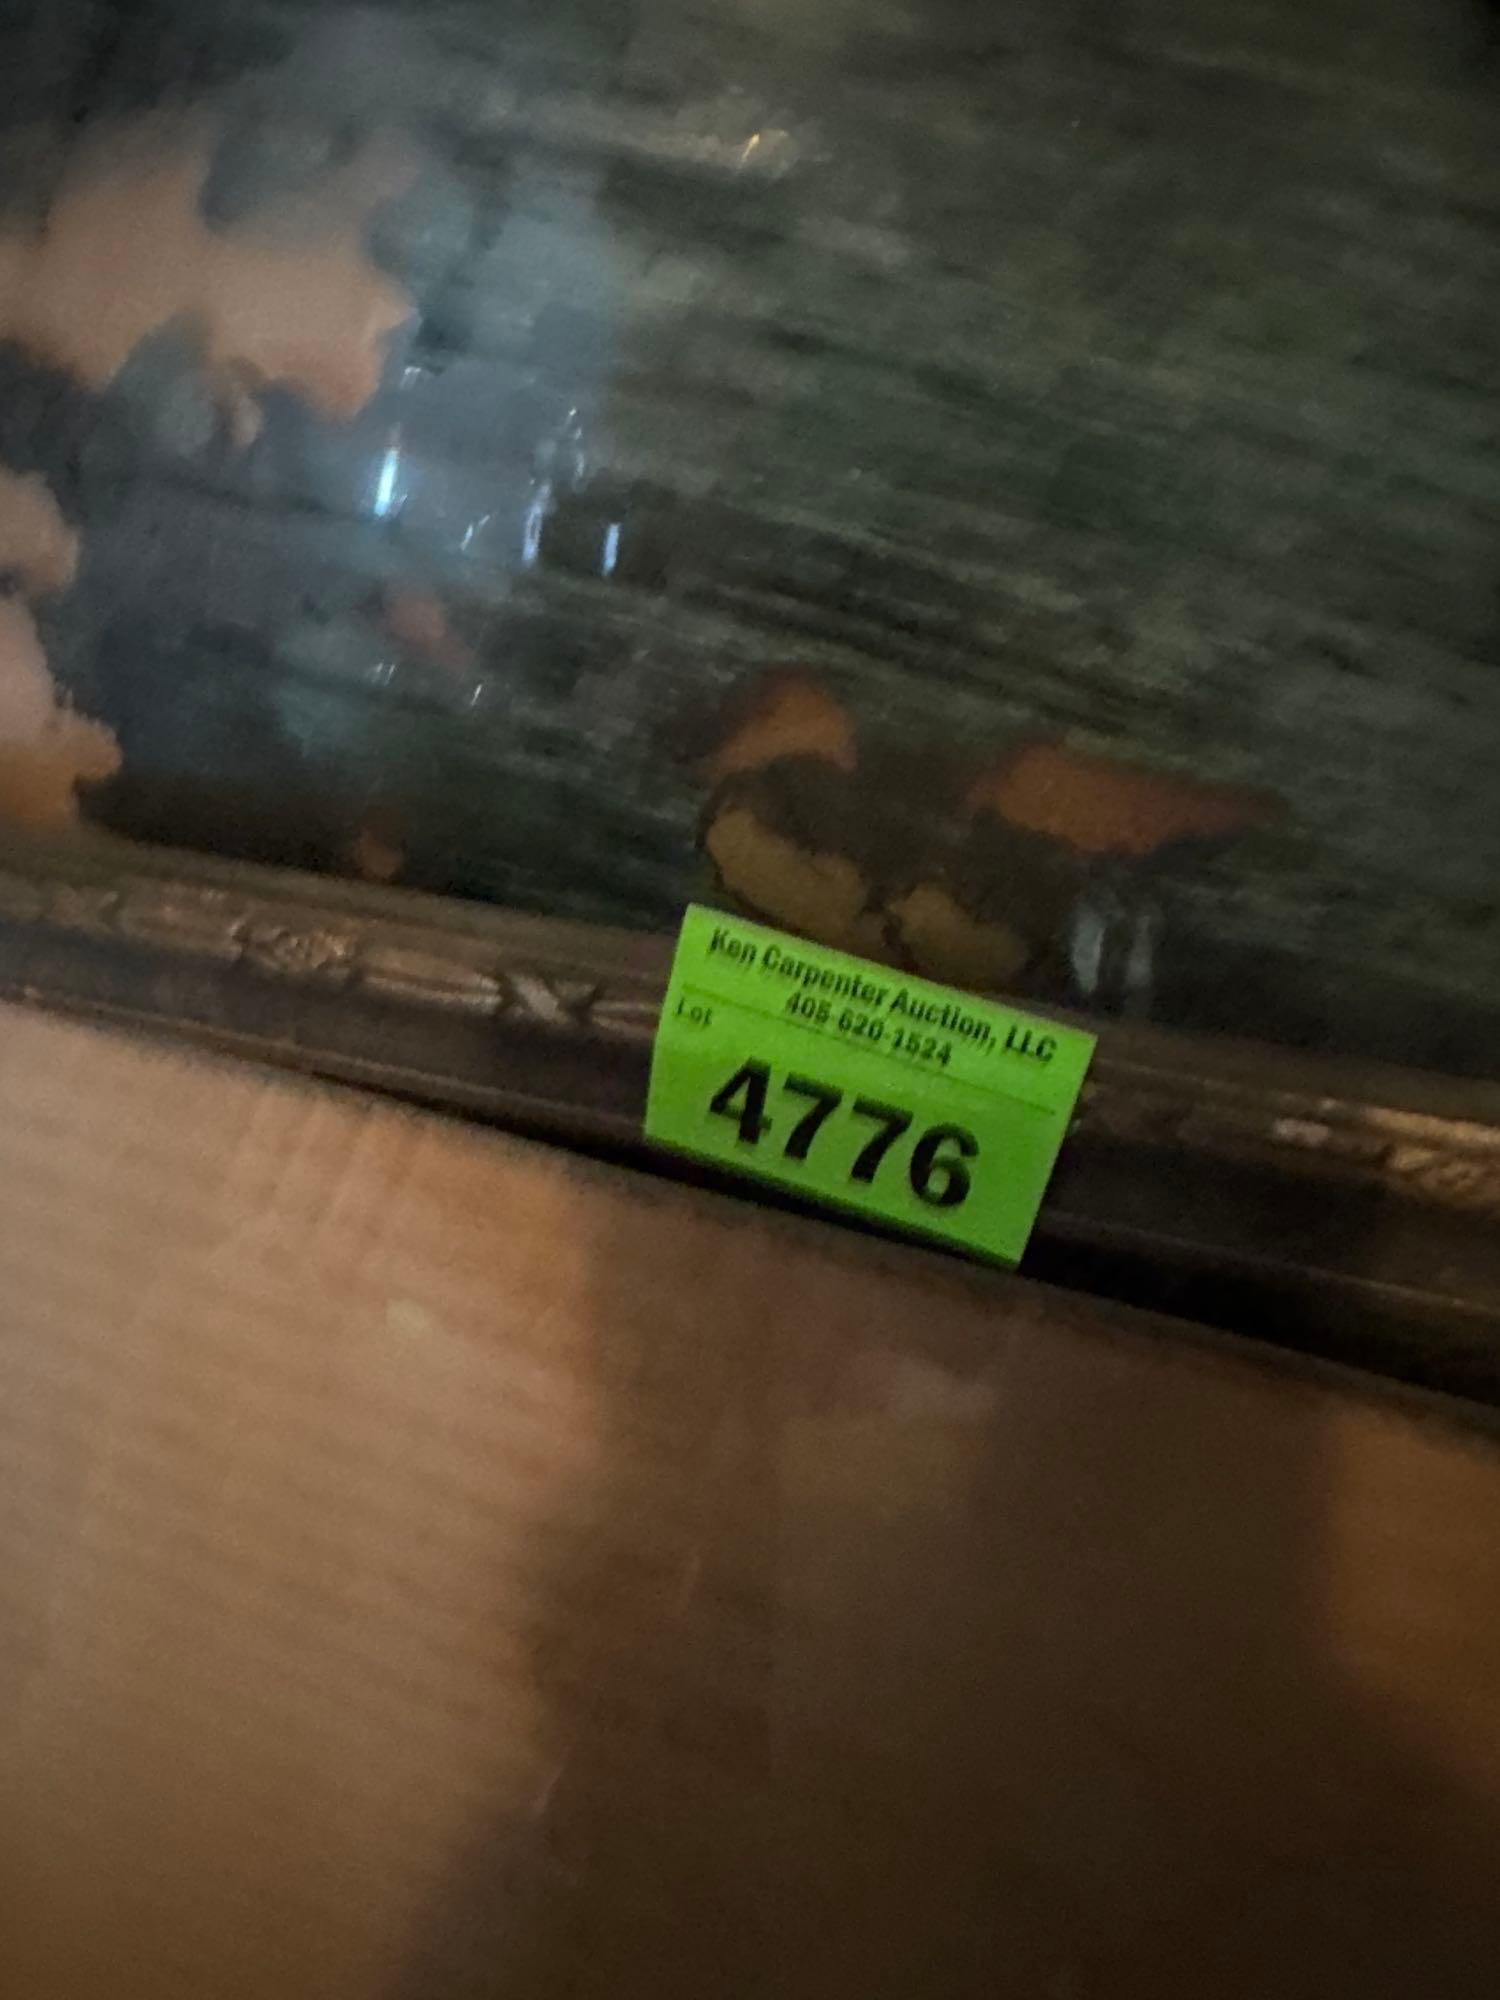 Ken Carpenter Auction, LLC
405-620-1524
Lot
4776